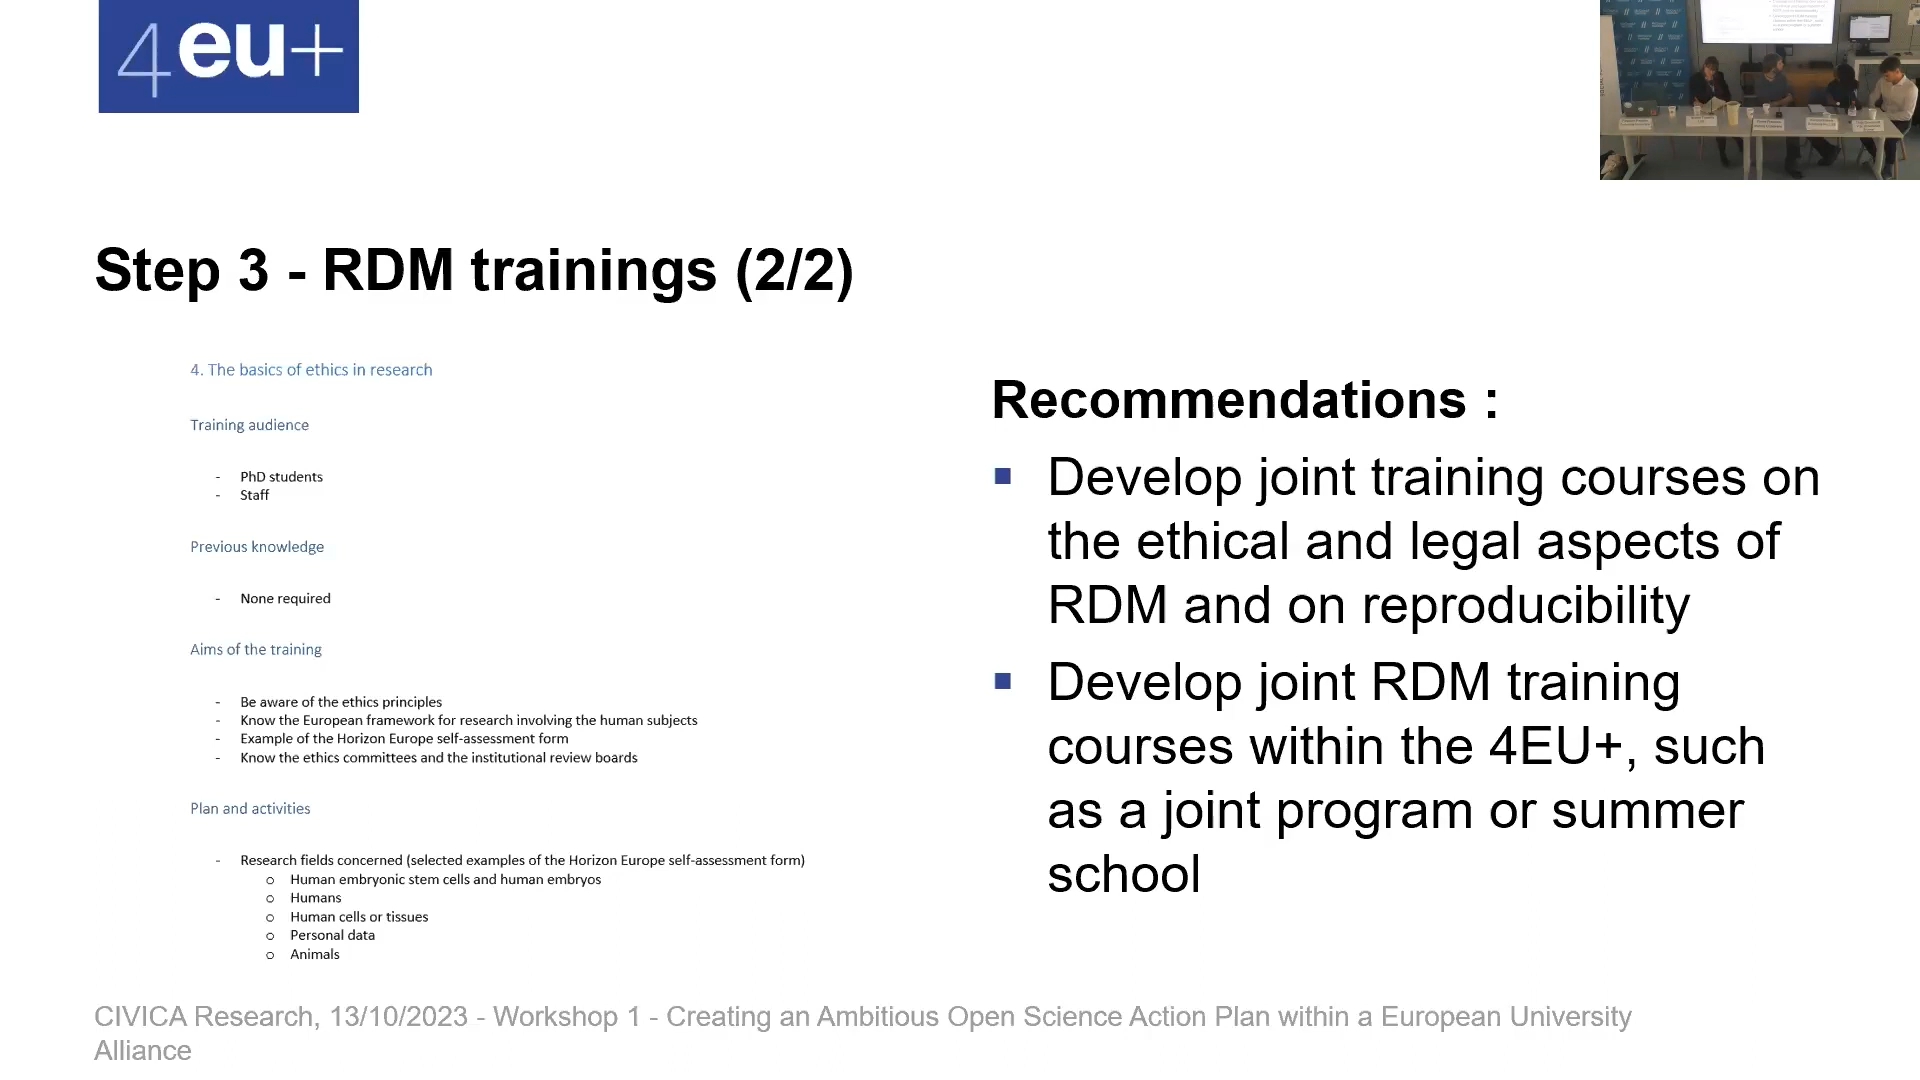 4eu+
Step 3 - RDM trainings (2/2)
4. The basics of ethics in research
Training audience
- PhD students
- Staff
Previous knowledge
- None required
Aims of the training
- Be aware of the ethics principles
- Know the European framework for research involving the human subjects
- Example of the Horizon Europe self-assessment form
- Know the ethics committees and the institutional review boards
Plan and activities
- Research fields concerned (selected examples of the Horizon Europe self-assessment form)
o Human embryonic stem cells and human embryos
o Humans
o Human cells or tissues
o Personal data
o Animals
Recommendations :
▪ Develop joint training courses on
the ethical and legal aspects of
RDM and on reproducibility
▪ Develop joint RDM training
courses within the 4EU+, such
as a joint program or summer
school
CIVICA Research, 13/10/2023 - Workshop 1 - Creating an Ambitious Open Science Action Plan within a European University
Alliance